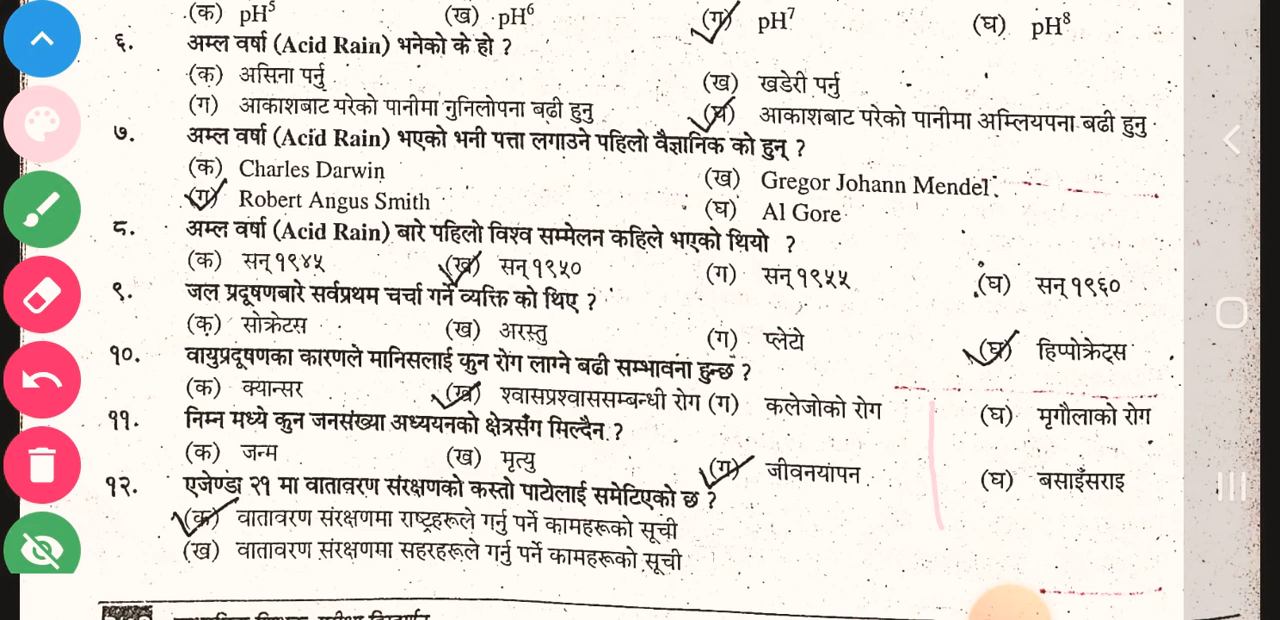 (क) pH⁵ (ख) pH⁶ (ग) pH⁷ (घ) pH⁸
६. अम्ल वर्षा (Acid Rain) भनेको के हो ?
(क) असिना पर्नु (ख) खडेरी पर्नु
(ग) आकाशबाट परेको पानीमा नुनिलोपना बढी हुनु (घ) आकाशबाट परेको पानीमा अम्लियपना बढी हुनु
७. अम्ल वर्षा (Acid Rain) भएको भनी पत्ता लगाउने पहिलो वैज्ञानिक को हुन् ?
(क) Charles Darwin (ख) Gregor Johann Mendel
(ग) Robert Angus Smith (घ) Al Gore
८. अम्ल वर्षा (Acid Rain) बारे पहिलो विश्व सम्मेलन कहिले भएको थियो ?
(क) सन् १९४५ (ख) सन् १९५० (ग) सन् १९५५ (घ) सन् १९६०
९. जल प्रदूषणबारे सर्वप्रथम चर्चा गर्ने व्यक्ति को थिए ?
(क) सोक्रेटस (ख) अरस्तु (ग) प्लेटो (घ) हिप्पोक्रेट्स
१०. वायुप्रदूषणका कारणले मानिसलाई कुन रोग लाग्ने बढी सम्भावना हुन्छ ?
(क) क्यान्सर (ख) श्वासप्रश्वाससम्बन्धी रोग (ग) कलेजोको रोग (घ) मृगौलाको रोग
११. निम्न मध्ये कुन जनसंख्या अध्ययनको क्षेत्रसँग मिल्दैन ?
(क) जन्म (ख) मृत्यु (ग) जीवनयापन (घ) बसाइँसराइ
१२. एजेण्डा २१ मा वातावरण संरक्षणको कस्तो पाटोलाई समेटिएको छ ?
(क) वातावरण संरक्षणमा राष्ट्रहरूले गर्नु पर्ने कामहरूको सूची
(ख) वातावरण संरक्षणमा सहरहरूले गर्नु पर्ने कामहरूको सूची